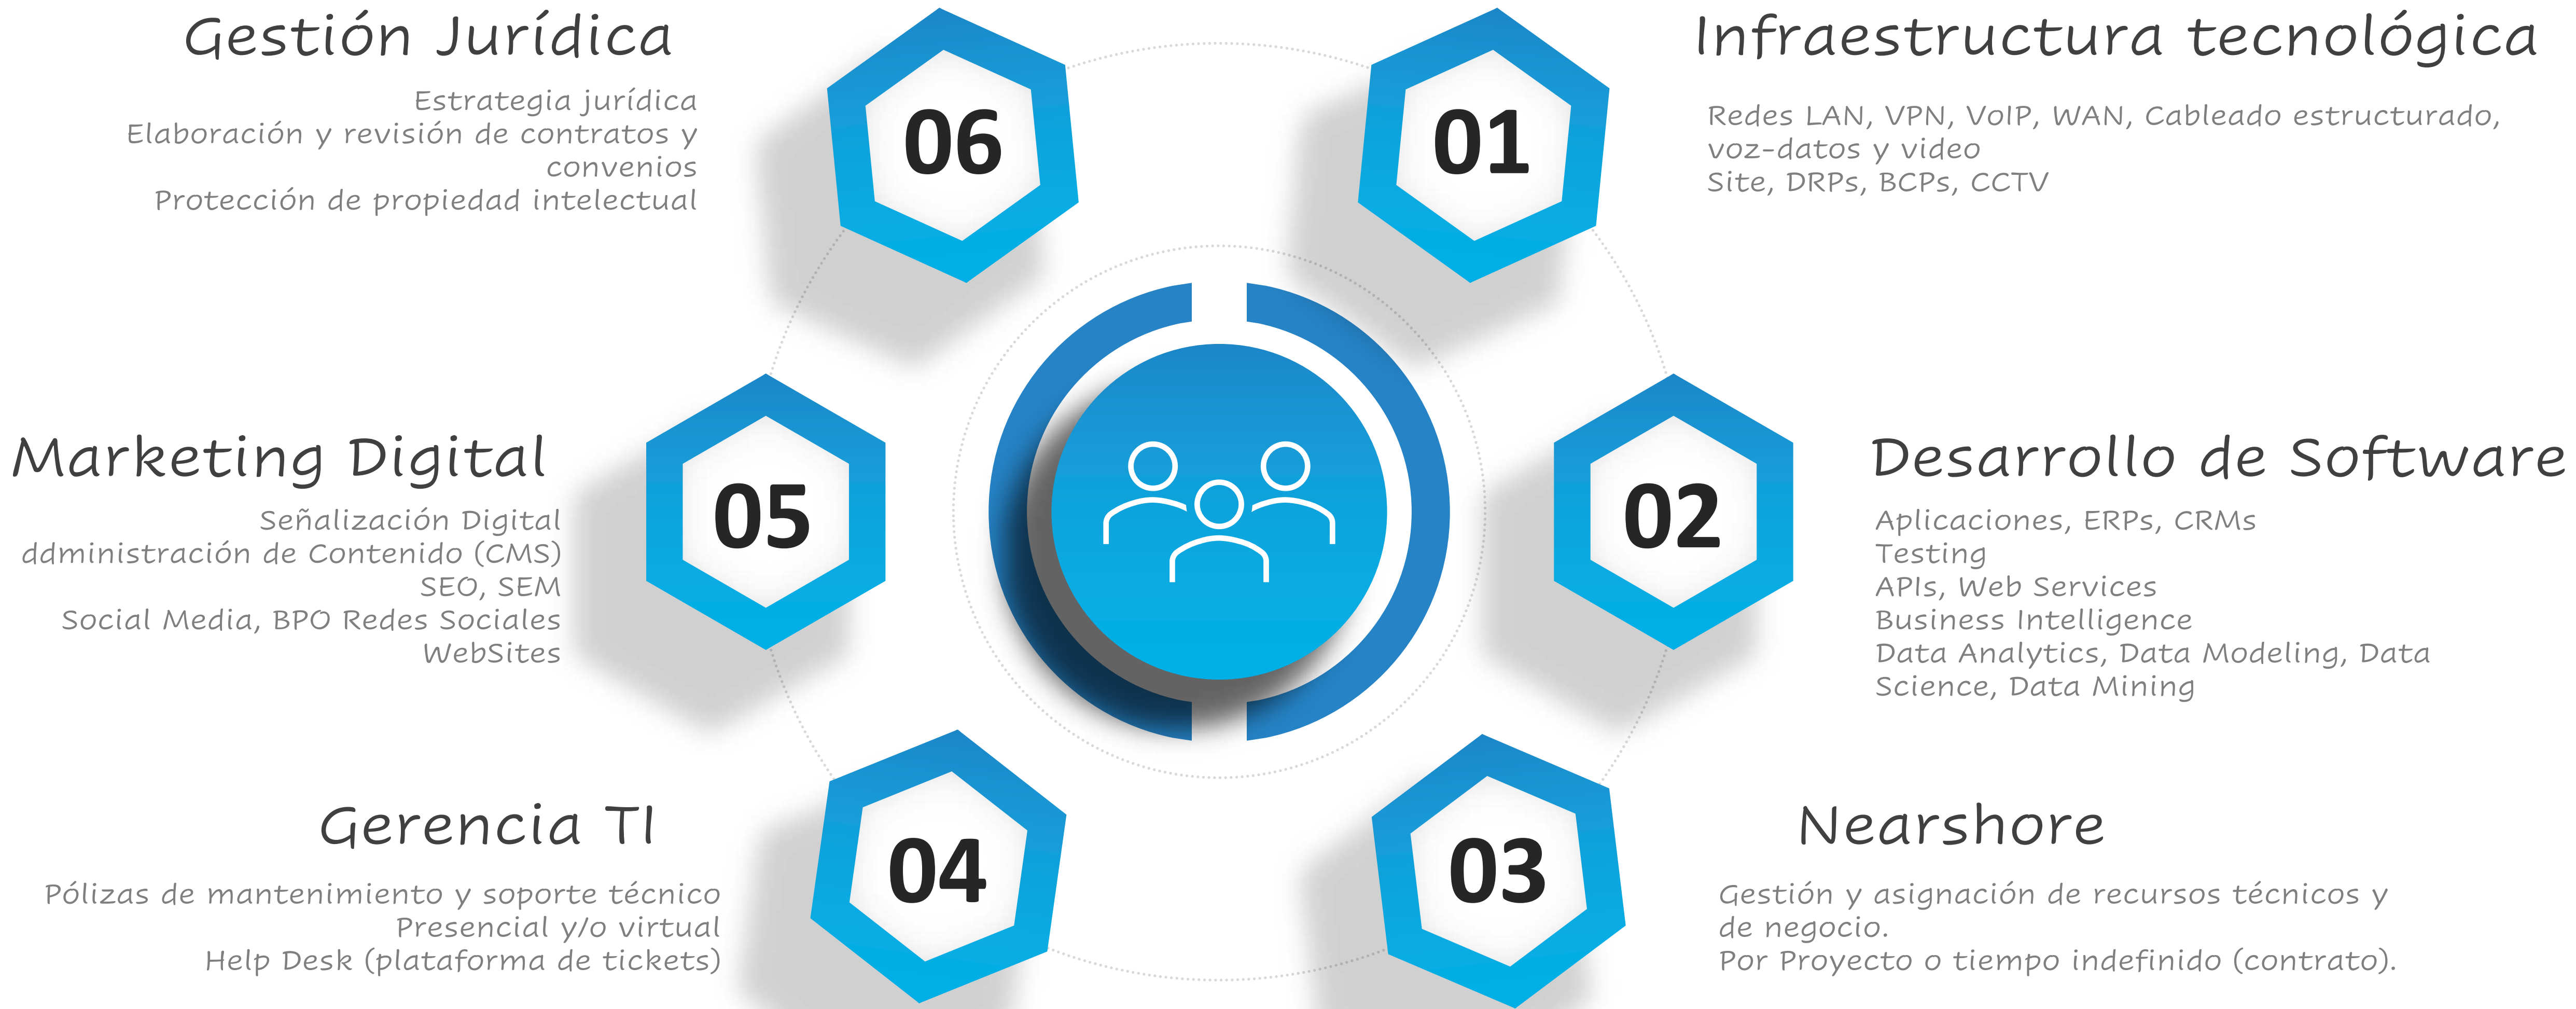 Gestión Jurídica
Estrategia jurídica
Elaboración y revisión de contratos y
convenios
Protección de propiedad intelectual
06
01
Infraestructura tecnológica
Redes LAN, VPN, VoIP, WAN, Cableado estructurado,
voz-datos y video
Site, DRPs, BCPs, CCTV
Marketing Digital
Señalización Digital
ddministración de Contenido (CMS)
SEO, SEM
Social Media, BPO Redes Sociales
WebSites
05
02
Desarrollo de Software
Aplicaciones, ERPs, CRMs
Testing
APIs, Web Services
Business Intelligence
Data Analytics, Data Modeling, Data
Science, Data Mining
Gerencia TI
Pólizas de mantenimiento y soporte técnico
Presencial y/o virtual
Help Desk (plataforma de tickets)
04
03
Nearshore
Gestión y asignación de recursos técnicos y
de negocio.
Por Proyecto o tiempo indefinido (contrato).